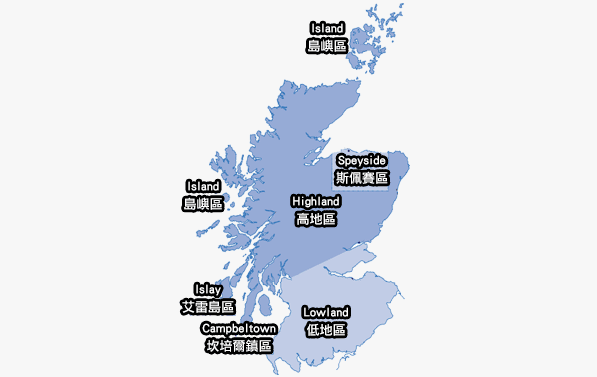 Island
島嶼區
Speyside
斯佩賽區
Island
島嶼區
Highland
高地區
Islay
艾雷島區
Lowland
低地區
Campbeltown
坎培爾鎮區